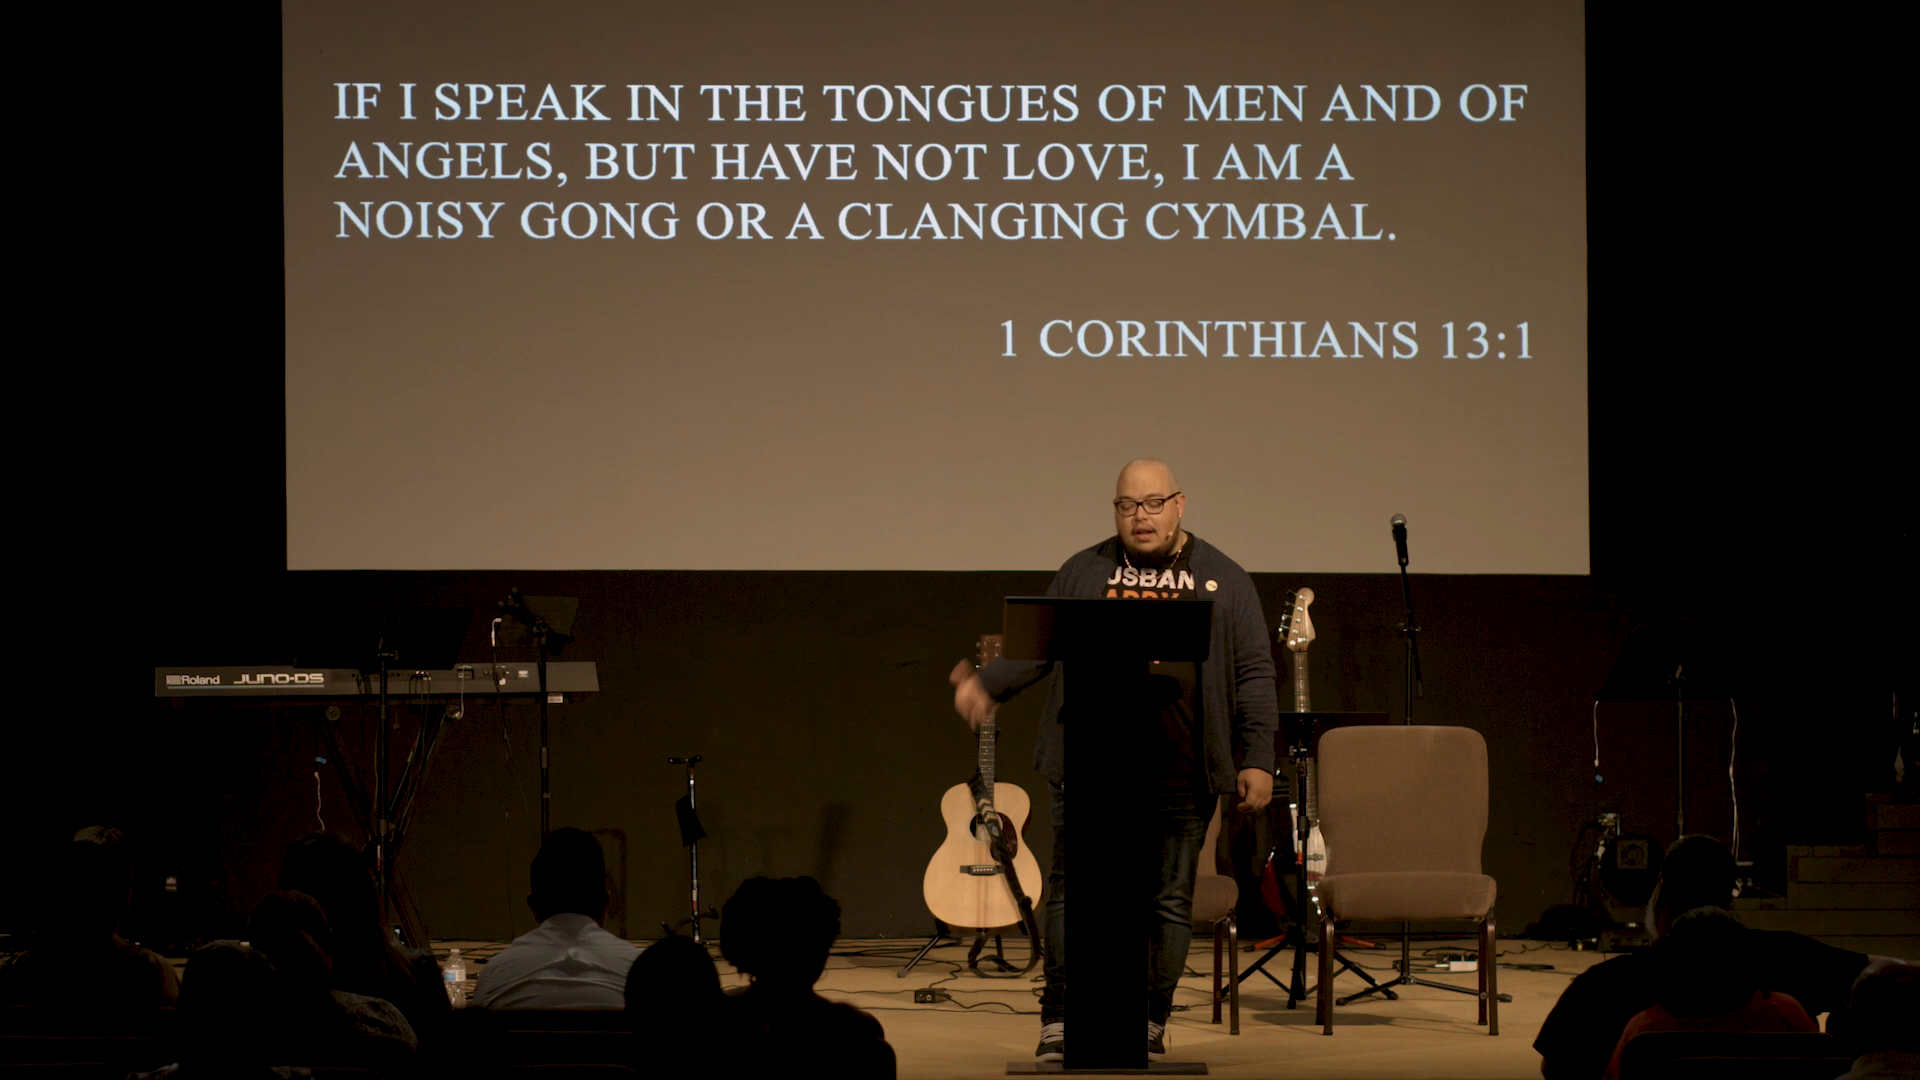 IF I SPEAK IN THE TONGUES OF MEN AND OF
ANGELS, BUT HAVE NOT LOVE, I AM A
NOISY GONG OR A CLANGING CYMBAL.
1 CORINTHIANS 13:1
USBAN
Roland JUNO-DS